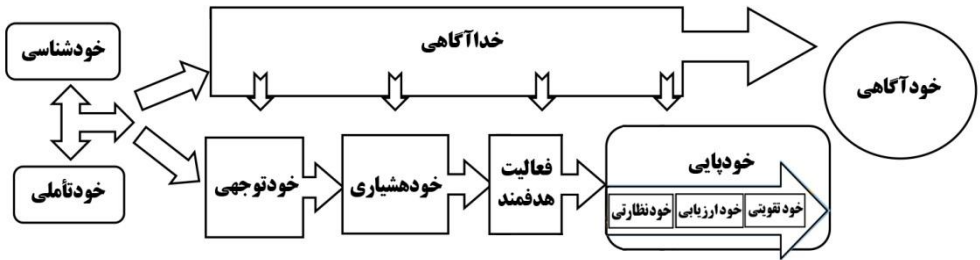 خودشناسی
خودتأملی
خداآگاهی
خودتوجهی
خودهشیاری
فعالیت
هدفمند
خودپایی
خودنظارتی
خودارزیابی
خودتقویتی
خودآگاهی